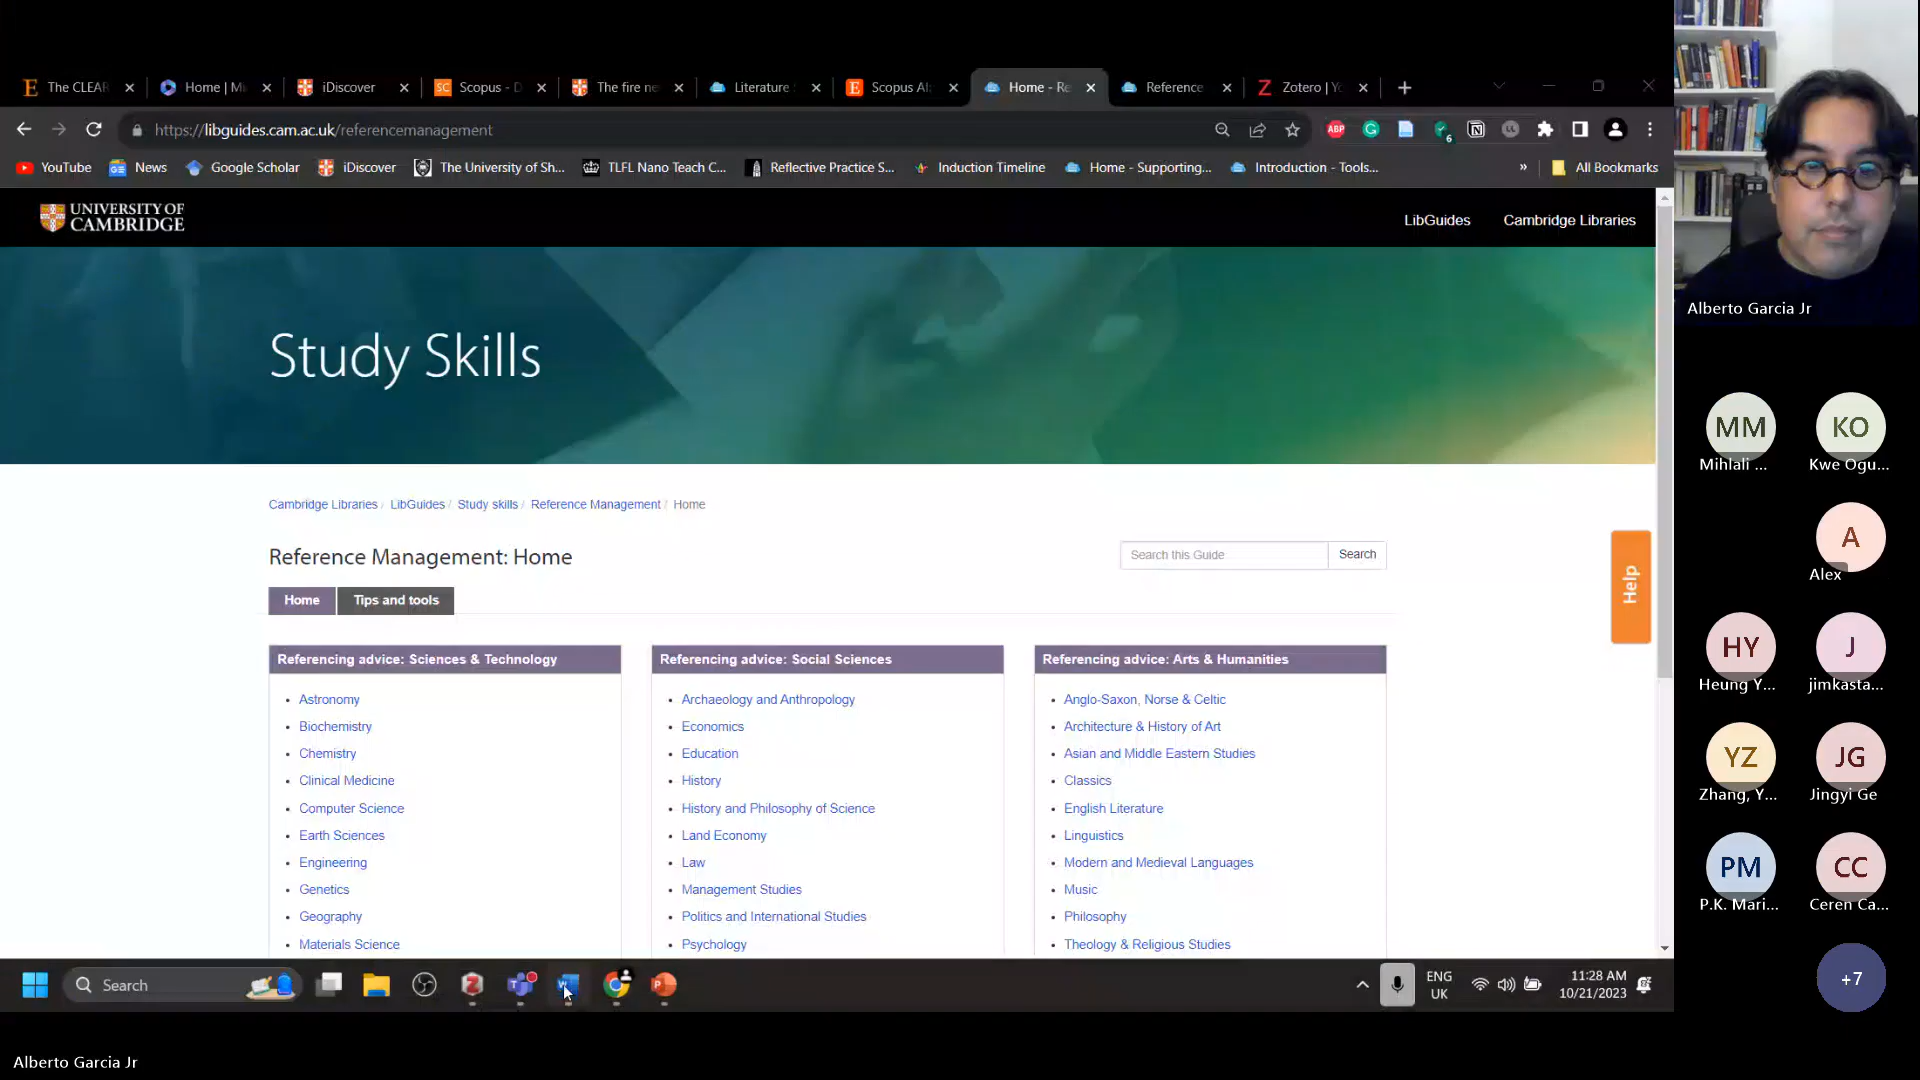 The CLEAR
Home | Mi
iDiscover
Scopus - D
The fire ne
Literature
Scopus AI
Home - Re
Reference
Zotero | Yo
https://libguides.cam.ac.uk/referencemanagement
ABP
6
YouTube
News
Google Scholar
iDiscover
The University of Sh...
TLFL Nano Teach C...
Reflective Practice S...
Induction Timeline
Home - Supporting...
Introduction - Tools...
»
All Bookmarks
UNIVERSITY OF
CAMBRIDGE
LibGuides
Cambridge Libraries
Study Skills
Cambridge Libraries / LibGuides / Study skills / Reference Management / Home
Reference Management: Home
Search this Guide
Search
Home
Tips and tools
Help
Referencing advice: Sciences & Technology
• Astronomy
• Biochemistry
• Chemistry
• Clinical Medicine
• Computer Science
• Earth Sciences
• Engineering
• Genetics
• Geography
• Materials Science
Referencing advice: Social Sciences
• Archaeology and Anthropology
• Economics
• Education
• History
• History and Philosophy of Science
• Land Economy
• Law
• Management Studies
• Politics and International Studies
• Psychology
Referencing advice: Arts & Humanities
• Anglo-Saxon, Norse & Celtic
• Architecture & History of Art
• Asian and Middle Eastern Studies
• Classics
• English Literature
• Linguistics
• Modern and Medieval Languages
• Music
• Philosophy
• Theology & Religious Studies
Search
ENG
UK
11:28 AM
10/21/2023
Alberto Garcia Jr
Alberto Garcia Jr
MM
Mihlali ...
KO
Kwe Ogu...
A
Alex
HY
Heung Y...
J
jimkasta...
YZ
Zhang, Y...
JG
Jingyi Ge
PM
P.K. Mari...
CC
Ceren Ca...
+7